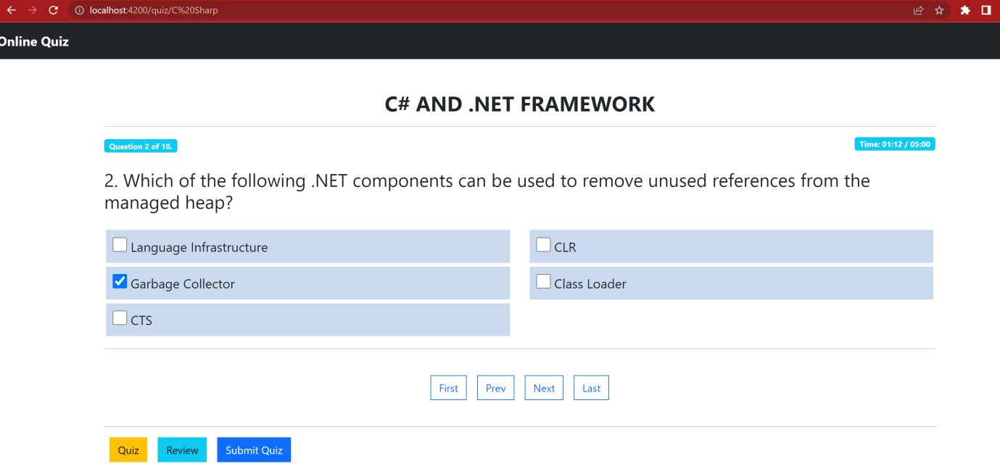 localhost:4200/quiz/C%20Sharp
Online Quiz
C# AND .NET FRAMEWORK
Question 2 of 10.
Time: 01:12 / 05:00
2. Which of the following .NET components can be used to remove unused references from the
managed heap?
Language Infrastructure
CLR
Garbage Collector
Class Loader
CTS
First Prev Next Last
Quiz Review Submit Quiz